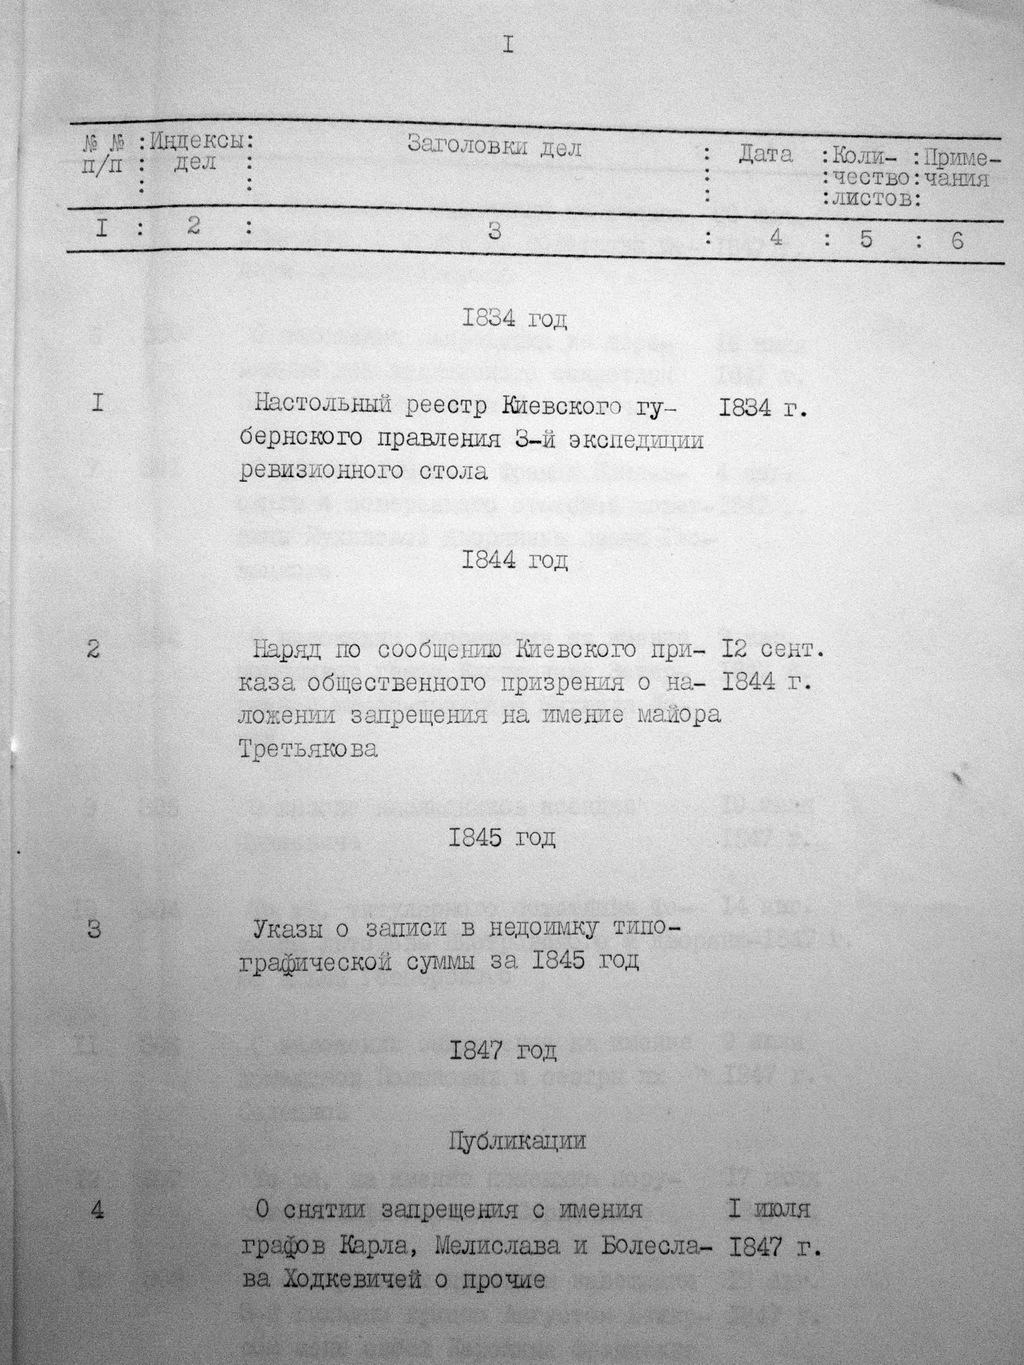 I
№ № :Индексы: Заголовки дел : Дата :Коли- :Приме-
п/п : дел : : :чество:чания
: : : :листов:
I : 2 : 3 : 4 : 5 : 6
1834 год
I Настольный реестр Киевского гу- 1834 г.
бернского правления 3-й экспедиции
ревизионного стола
1844 год
2 Наряд по сообщению Киевского при- 12 сент.
каза общественного призрения о на- 1844 г.
ложении запрещения на имение майора
Третьякова
1845 год
3 Указы о записи в недоимку типо-
графической суммы за 1845 год
1847 год
Публикации
4 О снятии запрещения с имения I июля
графов Карла, Мелислава и Болесла- 1847 г.
ва Ходкевичей о прочие